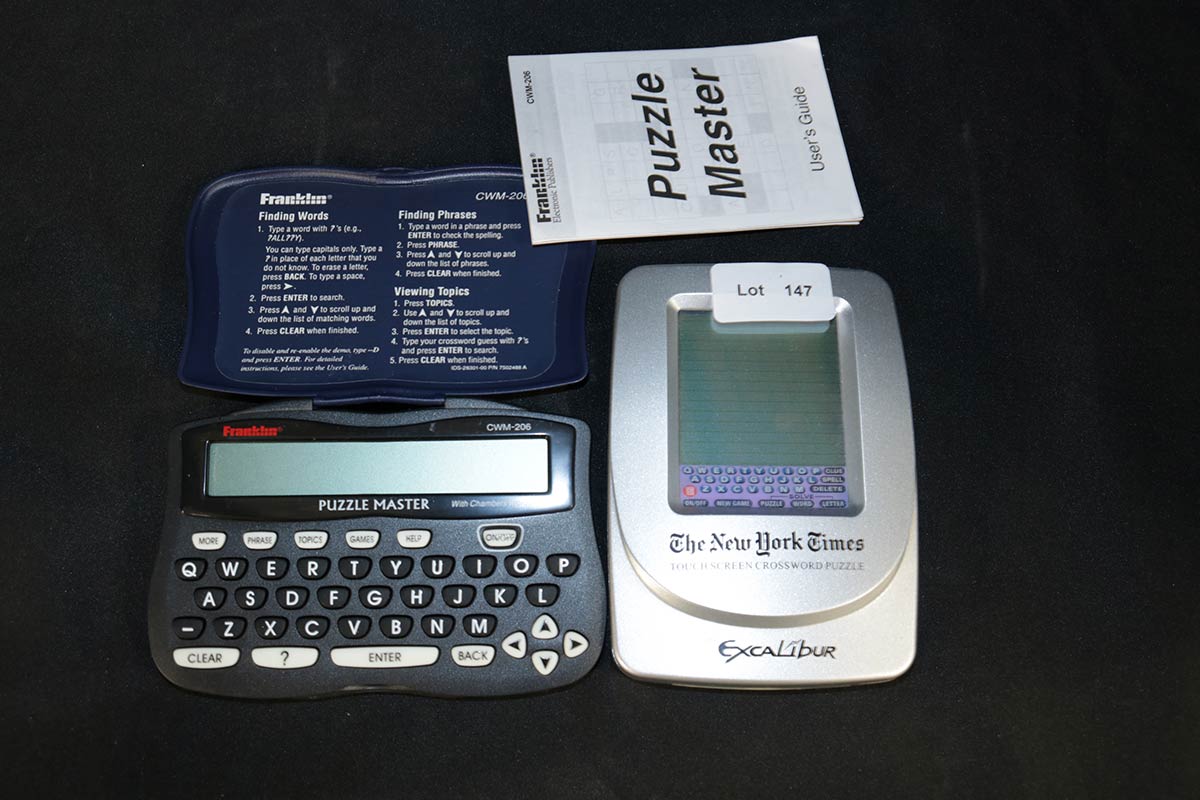 CWM-206
Puzzle
Master
User's Guide
Franklin®
Electronic Publishers
Franklin®
CWM-206
Finding Words
1. Type a word with ?'s (e.g.,
?ALL??Y).
You can type capitals only. Type a
? in place of each letter that you
do not know. To erase a letter,
press BACK. To type a space,
press ➤.
2. Press ENTER to search.
3. Press ⮝ and ⮟ to scroll up and
down the list of matching words.
4. Press CLEAR when finished.
To disable and re-enable the demo, type –D
and press ENTER. For detailed
instructions, please see the User's Guide.
Finding Phrases
1. Type a word in a phrase and press
ENTER to check the spelling.
2. Press PHRASE.
3. Press ⮝ and ⮟ to scroll up and
down the list of phrases.
4. Press CLEAR when finished.
Viewing Topics
1. Press TOPICS.
2. Use ⮝ and ⮟ to scroll up and
down the list of topics.
3. Press ENTER to select the topic.
4. Type your crossword guess with ?'s
and press ENTER to search.
5. Press CLEAR when finished.
IDS-28301-00 P/N 7502488 A
Franklin®
CWM-206
PUZZLE MASTER
With
MORE PHRASE TOPICS GAMES HELP ON/OFF
Q W E R T Y U I O P
A S D F G H J K L
– Z X C V B N M
CLEAR ? ENTER BACK
Lot 147
Q W E R T Y U I O P CLUE
A S D F G H J K L SPELL
Z X C V B N M DELETE
SOLVE
ON/OFF NEW GAME PUZZLE WORD LETTER
The New York Times
TOUCH SCREEN CROSSWORD PUZZLE
EXCALIBUR